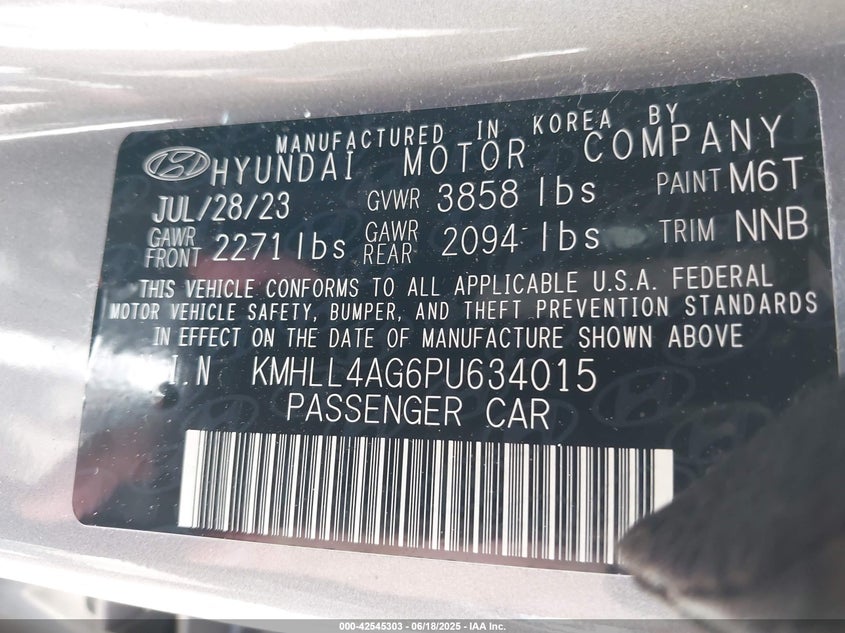 MANUFACTURED IN KOREA BY
HYUNDAI MOTOR COMPANY
JUL/28/23 GVWR 3858 lbs PAINT M6T
GAWR FRONT 2271 lbs GAWR REAR 2094 lbs TRIM NNB
THIS VEHICLE CONFORMS TO ALL APPLICABLE U.S.A. FEDERAL
MOTOR VEHICLE SAFETY, BUMPER, AND THEFT PREVENTION STANDARDS
IN EFFECT ON THE DATE OF MANUFACTURE SHOWN ABOVE
V.I.N KMHLL4AG6PU634015
PASSENGER CAR
000-42545303 - 06/18/2025 - IAA Inc.